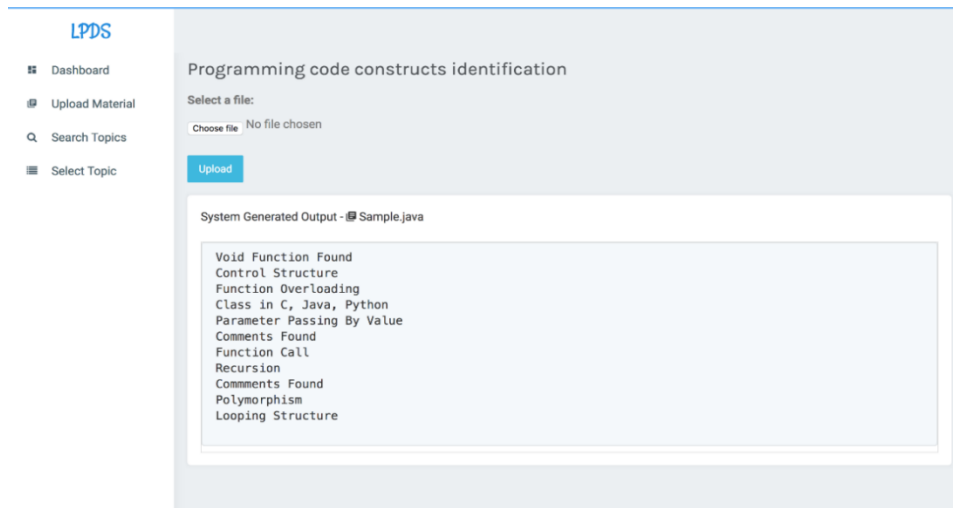 LPDS
Dashboard
Upload Material
Search Topics
Select Topic
Programming code constructs identification
Select a file:
Choose file No file chosen
Upload
System Generated Output - Sample.java
Void Function Found
Control Structure
Function Overloading
Class in C, Java, Python
Parameter Passing By Value
Comments Found
Function Call
Recursion
Commments Found
Polymorphism
Looping Structure